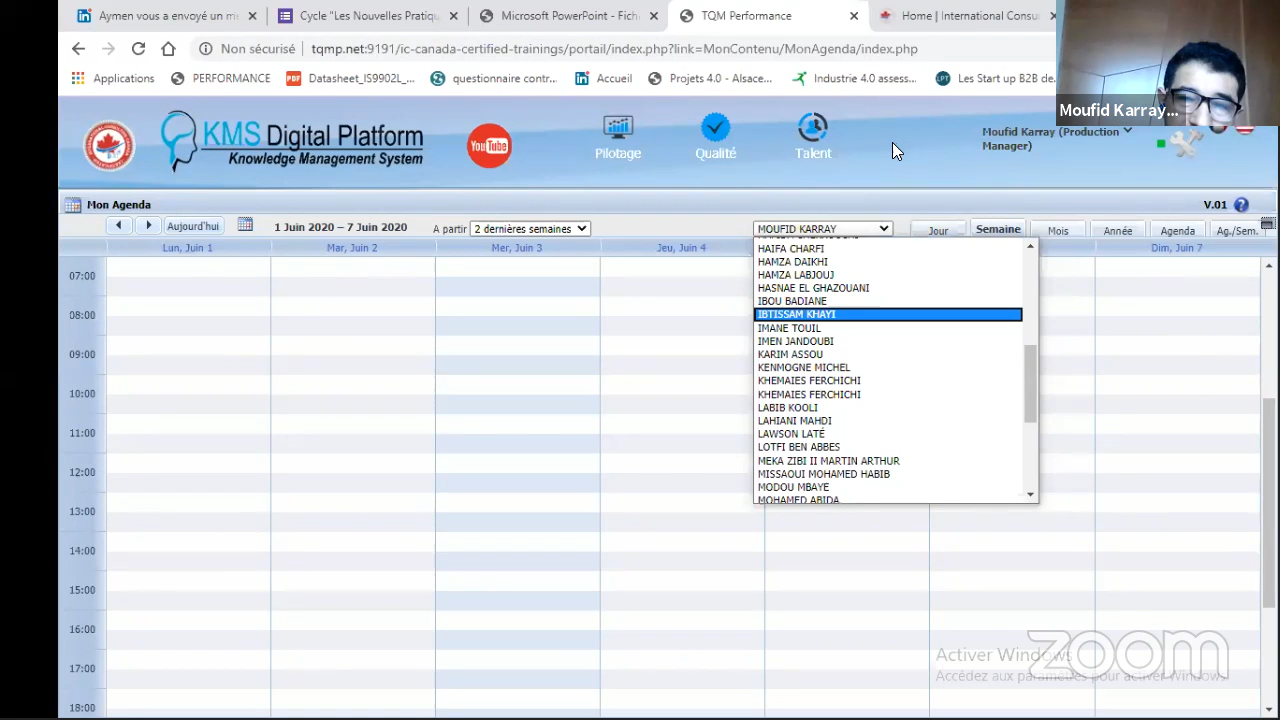 Aymen vous a envoyé un m
Cycle "Les Nouvelles Pratiqu
Microsoft PowerPoint - Fich
TQM Performance
Home | International Consu
Non sécurisé
tqmp.net:9191/ic-canada-certified-trainings/portail/index.php?link=MonContenu/MonAgenda/index.php
Applications
PERFORMANCE
Datasheet_IS9902L_...
questionnaire contr...
Accueil
Projets 4.0 - Alsace...
Industrie 4.0 assess...
Les Start up B2B de
Moufid Karray...
KMS Digital Platform
Knowledge Management System
YouTube
Pilotage
Qualité
Talent
Moufid Karray (Production
Manager)
Mon Agenda
V.01
Aujourd'hui
1 Juin 2020 – 7 Juin 2020
A partir
2 dernières semaines
MOUFID KARRAY
Jour
Semaine
Mois
Année
Agenda
Ag./Sem.
Lun, Juin 1
Mar, Juin 2
Mer, Juin 3
Jeu, Juin 4
Dim, Juin 7
HAIFA CHARFI
HAMZA DAIKHI
HAMZA LABJOUJ
HASNAE EL GHAZOUANI
IBOU BADIANE
IBTISSAM KHAYI
IMANE TOUIL
IMEN JANDOUBI
KARIM ASSOU
KENMOGNE MICHEL
KHEMAIES FERCHICHI
KHEMAIES FERCHICHI
LABIB KOOLI
LAHIANI MAHDI
LAWSON LATÉ
LOTFI BEN ABBES
MEKA ZIBI II MARTIN ARTHUR
MISSAOUI MOHAMED HABIB
MODOU MBAYE
MOHAMED ABIDA
07:00
08:00
09:00
10:00
11:00
12:00
13:00
14:00
15:00
16:00
17:00
18:00
zoom
Activer Windows
Accédez aux paramètres pour activer Windows.